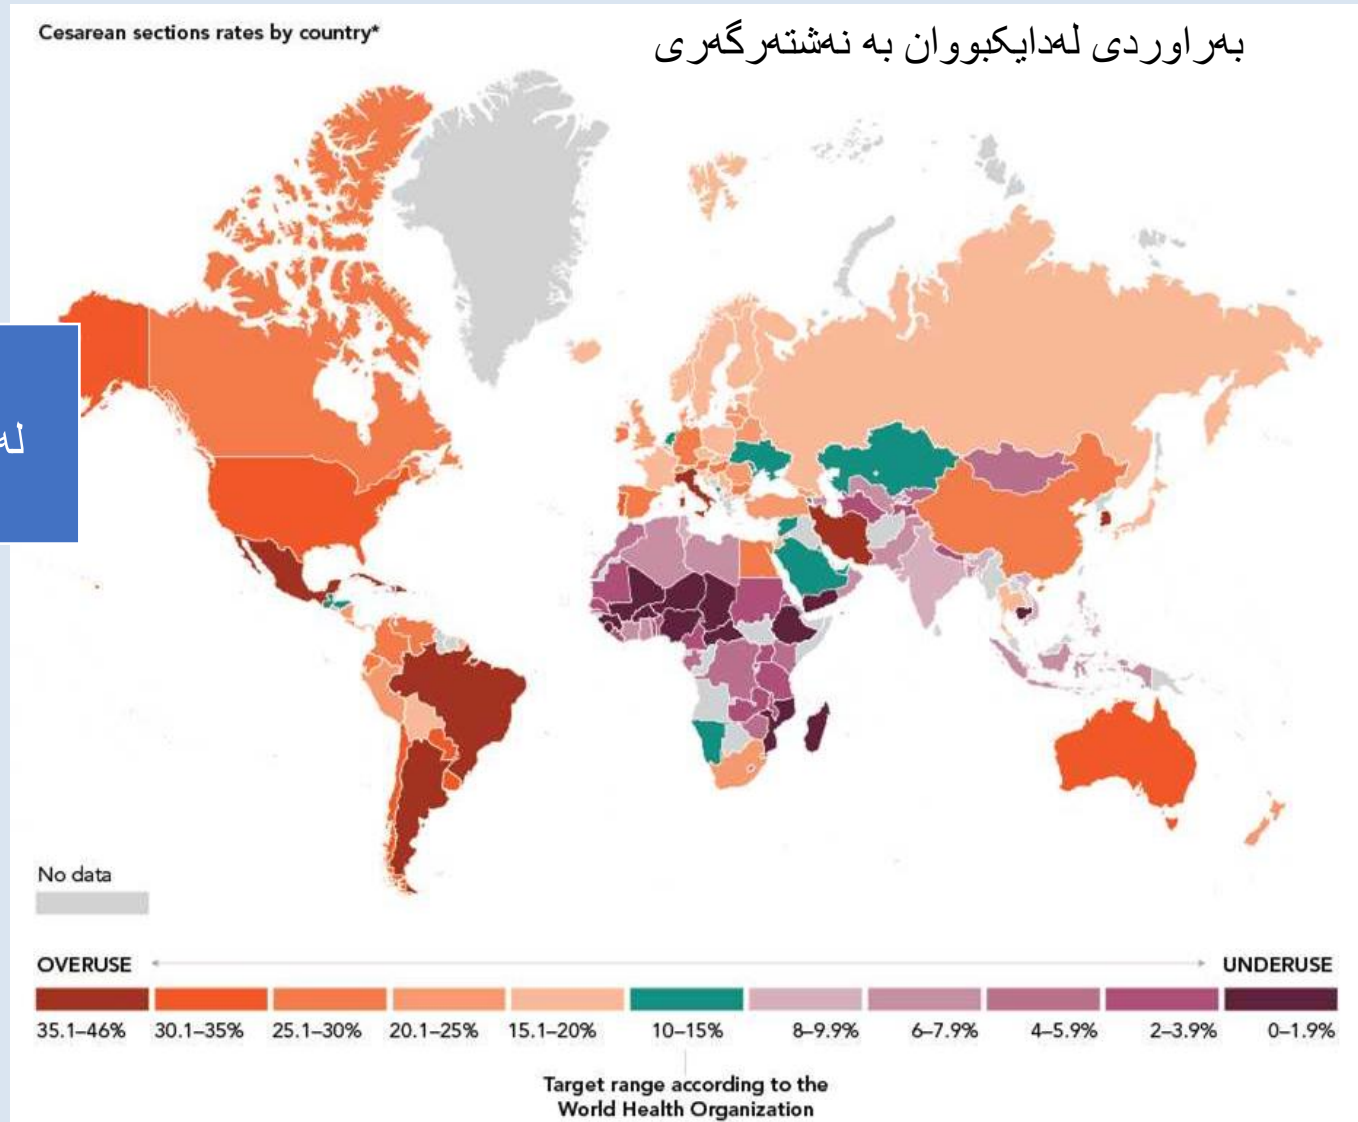 Cesarean sections rates by country*
بەراوردی لەدایکبووان بە نەشتەرگەری
لە
No data
OVERUSE UNDERUSE
35.1–46% 30.1–35% 25.1–30% 20.1–25% 15.1–20% 10–15% 8–9.9% 6–7.9% 4–5.9% 2–3.9% 0–1.9%
Target range according to the
World Health Organization